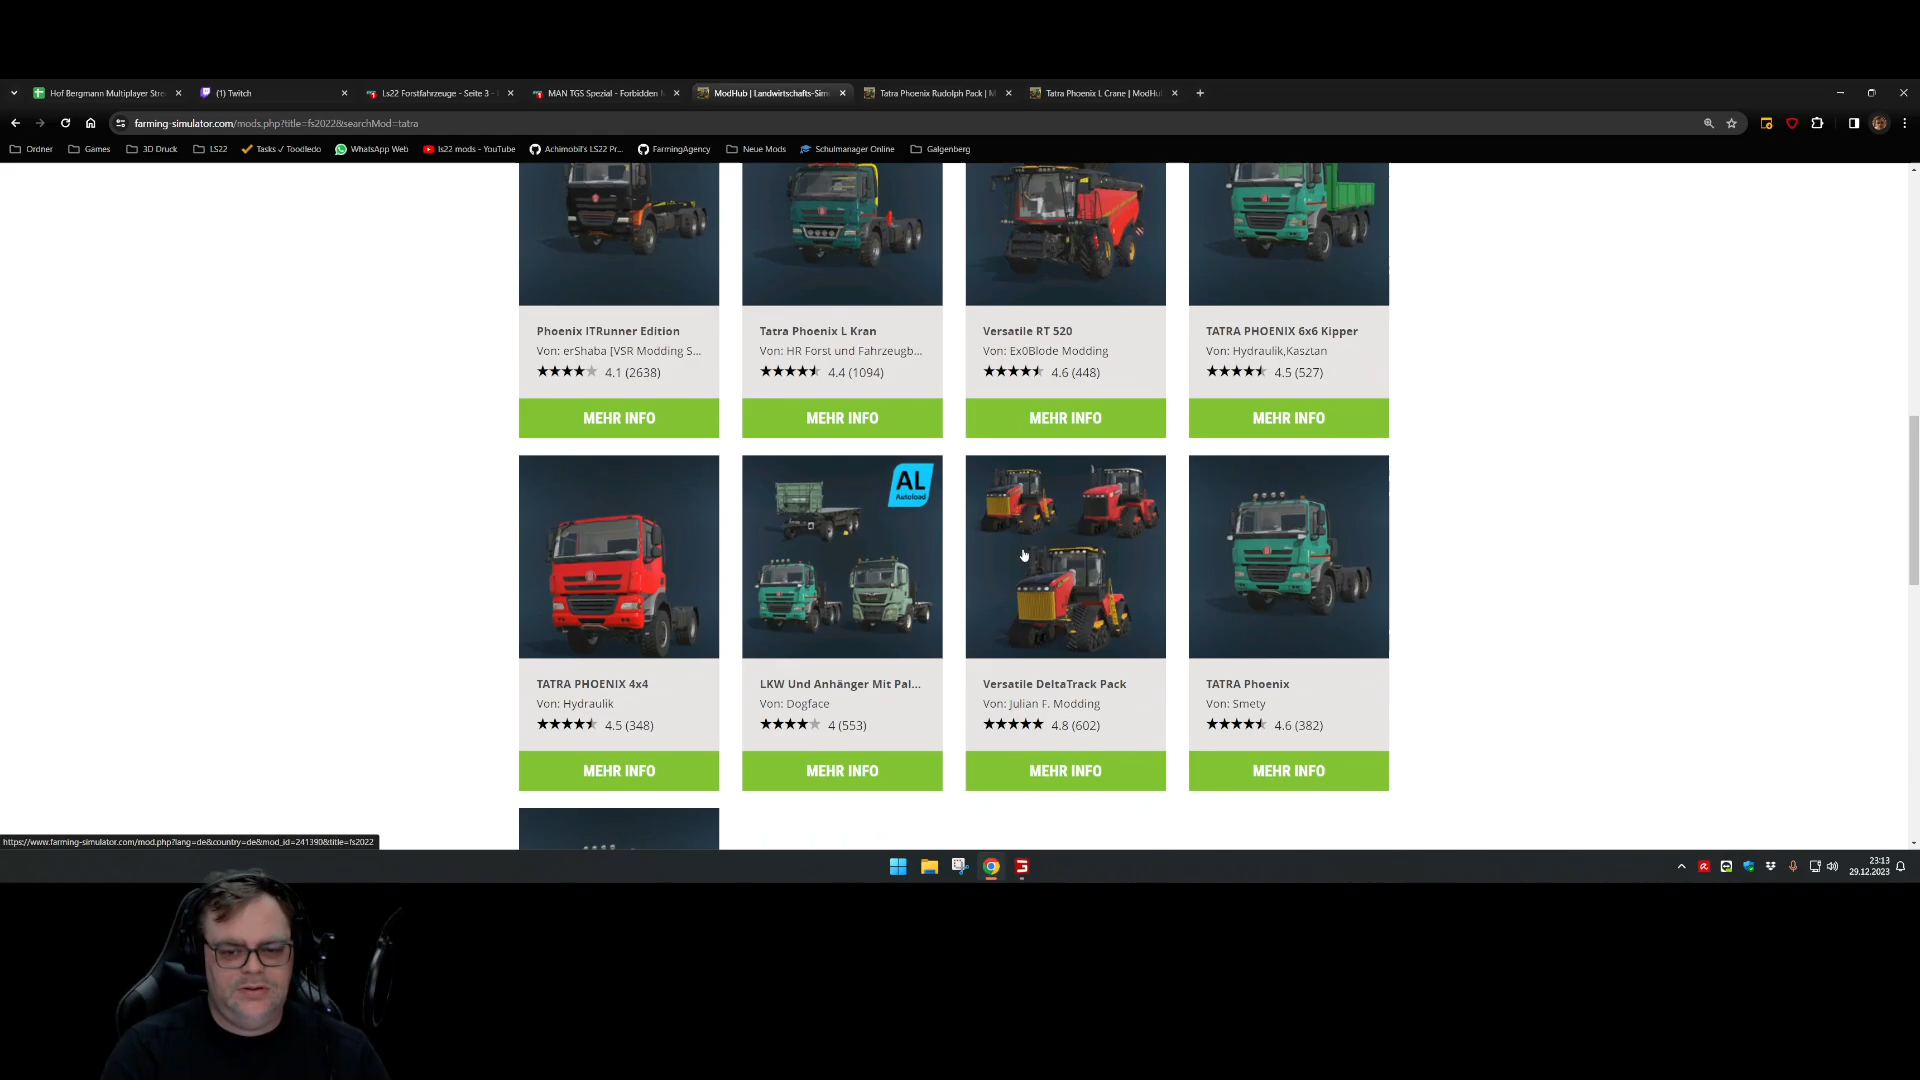 Hof Bergmann Multiplayer Stre
(1) Twitch
Ls22 Forstfahrzeuge - Seite 3 -
MAN TGS Spezial - Forbidden
ModHub | Landwirtschafts-Sim
Tatra Phoenix Rudolph Pack | M
Tatra Phoenix L Crane | ModHu
farming-simulator.com/mods.php?title=fs2022&searchMod=tatra
Ordner
Games
3D Druck
LS22
Tasks ✓ Toodledo
WhatsApp Web
ls22 mods - YouTube
Achimobil's LS22 Pr...
FarmingAgency
Neue Mods
Schulmanager Online
Galgenberg
Phoenix ITRunner Edition
Von: erShaba [VSR Modding S...
4.1 (2638)
MEHR INFO
Tatra Phoenix L Kran
Von: HR Forst und Fahrzeugb...
4.4 (1094)
MEHR INFO
Versatile RT 520
Von: Ex0Blode Modding
4.6 (448)
MEHR INFO
TATRA PHOENIX 6x6 Kipper
Von: Hydraulik,Kasztan
4.5 (527)
MEHR INFO
TATRA PHOENIX 4x4
Von: Hydraulik
4.5 (348)
MEHR INFO
AL
Autoload
LKW Und Anhänger Mit Pal...
Von: Dogface
4 (553)
MEHR INFO
Versatile DeltaTrack Pack
Von: Julian F. Modding
4.8 (602)
MEHR INFO
TATRA Phoenix
Von: Smety
4.6 (382)
MEHR INFO
https://www.farming-simulator.com/mod.php?lang=de&country=de&mod_id=241390&title=fs2022
23:13
29.12.2023